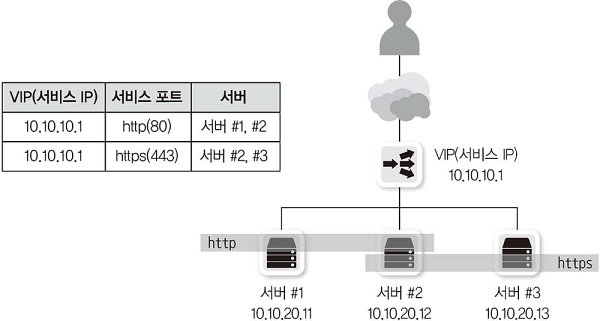 VIP(서비스 IP) 서비스 포트 서버
10.10.10.1 http(80) 서버 #1, #2
10.10.10.1 https(443) 서버 #2, #3
VIP(서비스 IP)
10.10.10.1
http
https
서버 #1 서버 #2 서버 #3
10.10.20.11 10.10.20.12 10.10.20.13